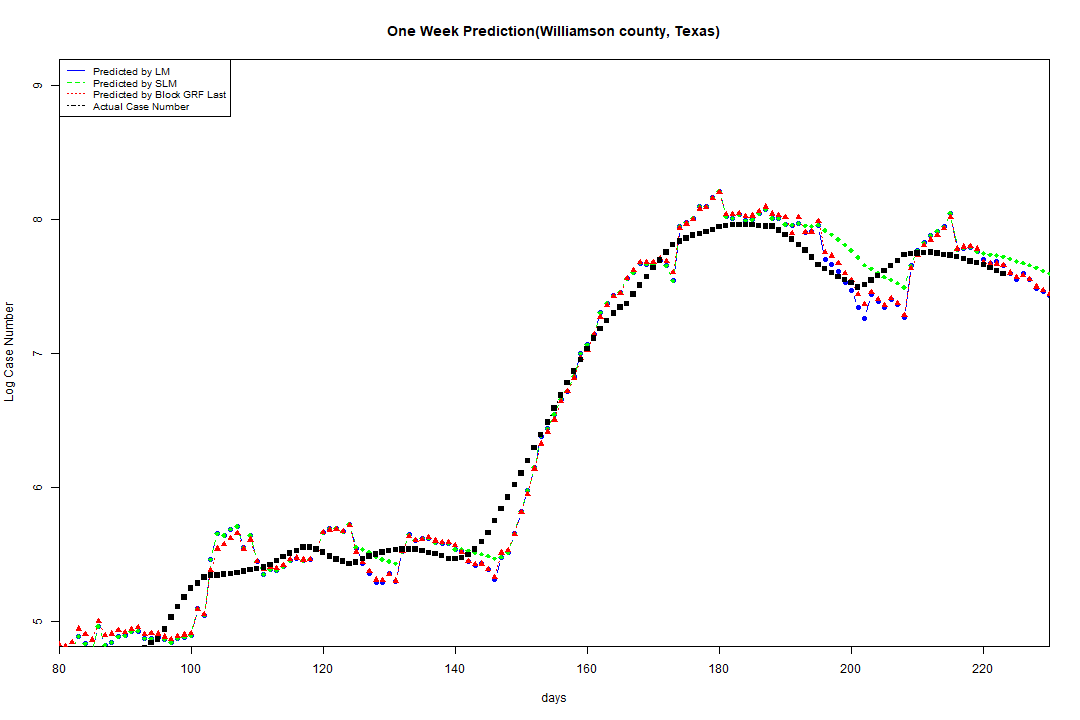 One Week Prediction(Williamson county, Texas)
Predicted by LM
Predicted by SLM
Predicted by Block GRF Last
Actual Case Number
9
8
7
6
5
Log Case Number
80 100 120 140 160 180 200 220
days